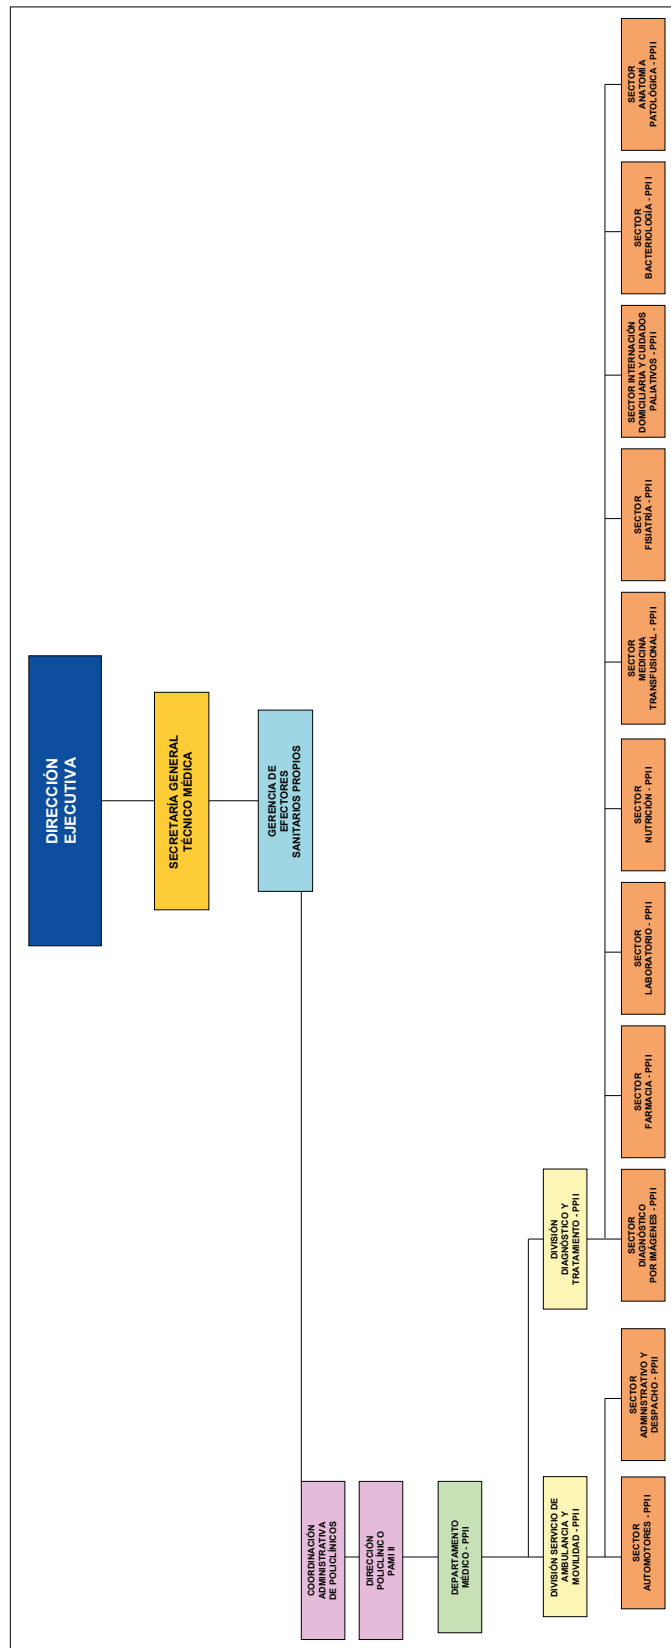 DIRECCIÓN
EJECUTIVA
SECRETARÍA GENERAL
TÉCNICO MÉDICA
GERENCIA DE
EFECTORES
SANITARIOS PROPIOS
COORDINACIÓN
ADMINISTRATIVA
DE POLICLÍNICOS
DIRECCIÓN
POLICLÍNICO
PAMI II
DEPARTAMENTO
MÉDICO - PPII
DIVISIÓN SERVICIO DE
AMBULANCIA Y
MOVILIDAD - PPII
DIVISIÓN
DIAGNÓSTICO Y
TRATAMIENTO - PPII
SECTOR
AUTOMOTORES - PPII
SECTOR
ADMINISTRATIVO Y
DESPACHO - PPII
SECTOR
DIAGNÓSTICO
POR IMÁGENES - PPII
SECTOR
FARMACIA - PPII
SECTOR
LABORATORIO - PPII
SECTOR
NUTRICIÓN - PPII
SECTOR
MEDICINA
TRANSFUSIONAL - PPII
SECTOR
FISIATRÍA - PPII
SECTOR INTERNACIÓN
DOMICILIARIA Y CUIDADOS
PALIATIVOS - PPII
SECTOR
BACTERIOLOGÍA - PPII
SECTOR
ANATOMÍA
PATOLÓGICA - PPII